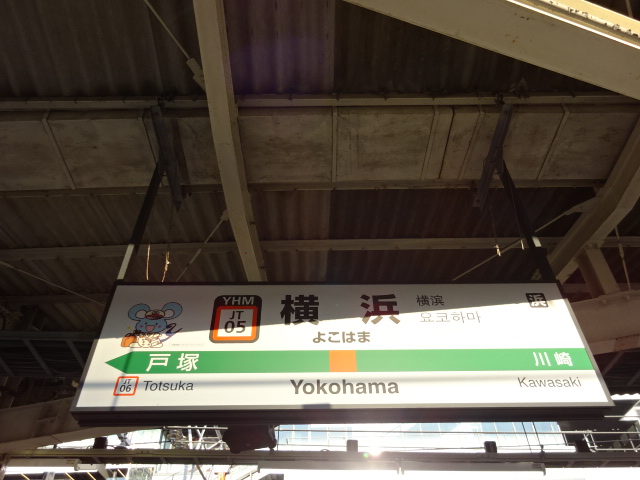 YHM
JT
05
横浜
横滨
요코하마
浜
よこはま
戸塚
川崎
JT
06
Totsuka
Yokohama
Kawasaki